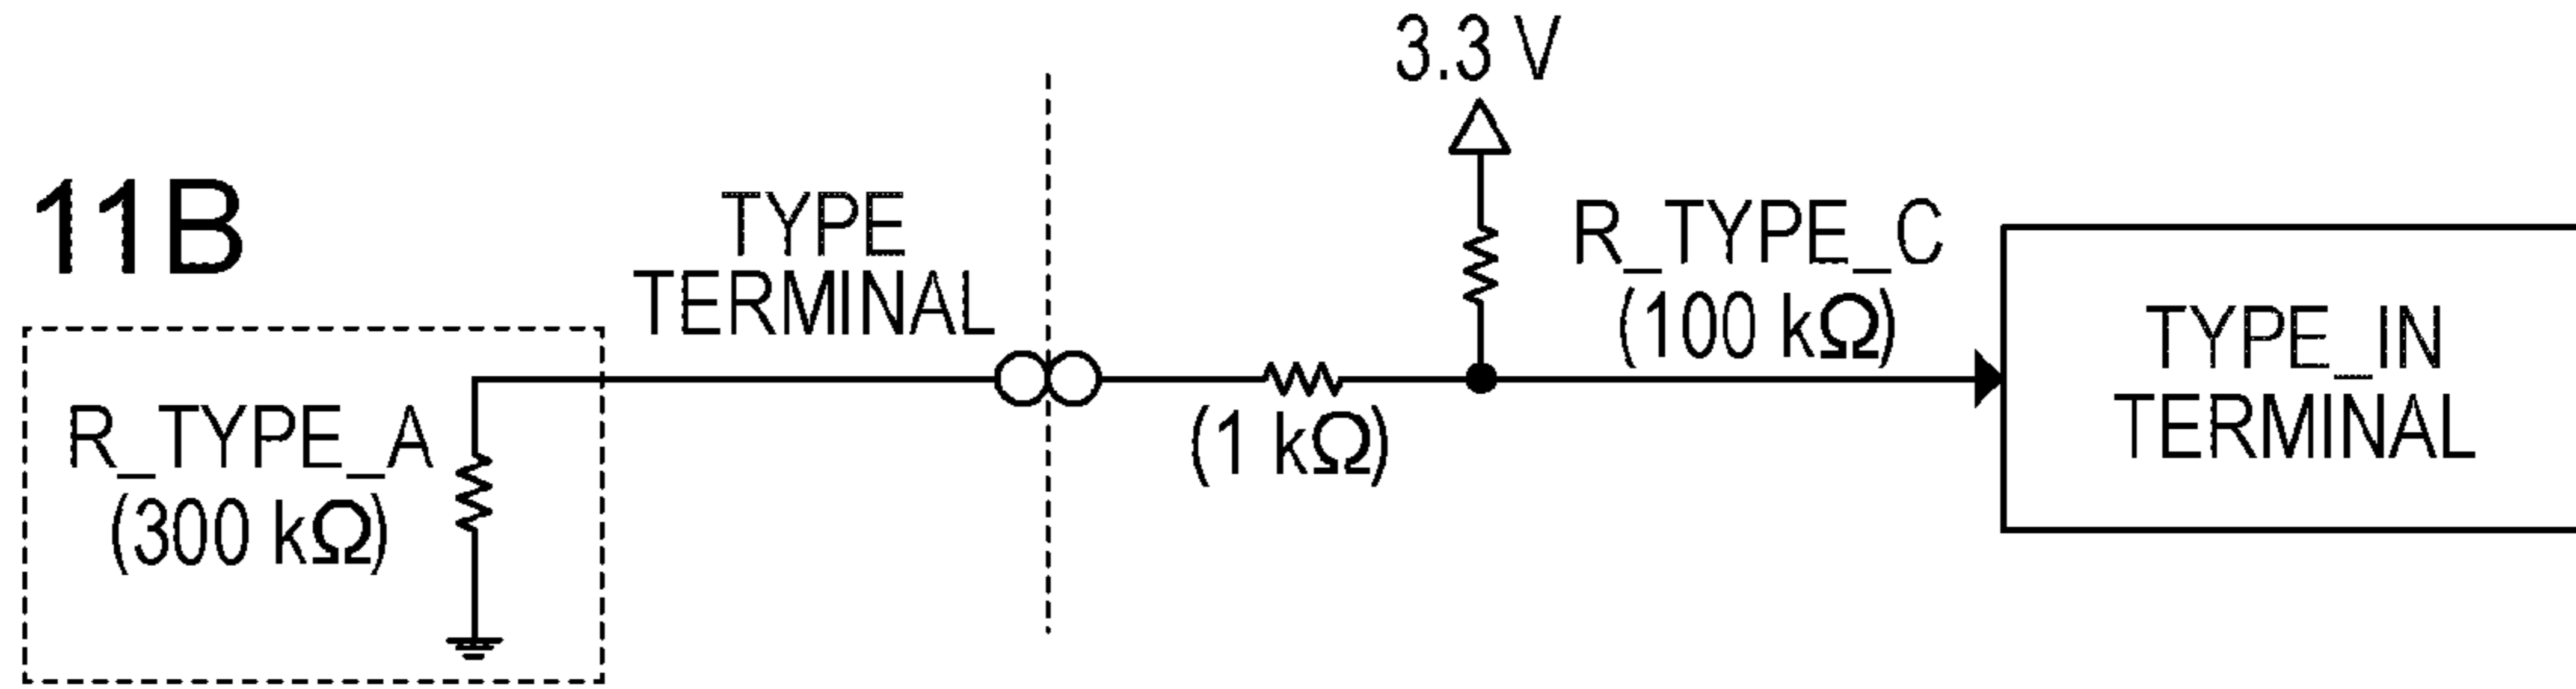 3.3 V
11B
TYPE
TERMINAL
R_TYPE_C
(100 kΩ)
TYPE_IN
TERMINAL
R_TYPE_A
(300 kΩ)
(1 kΩ)